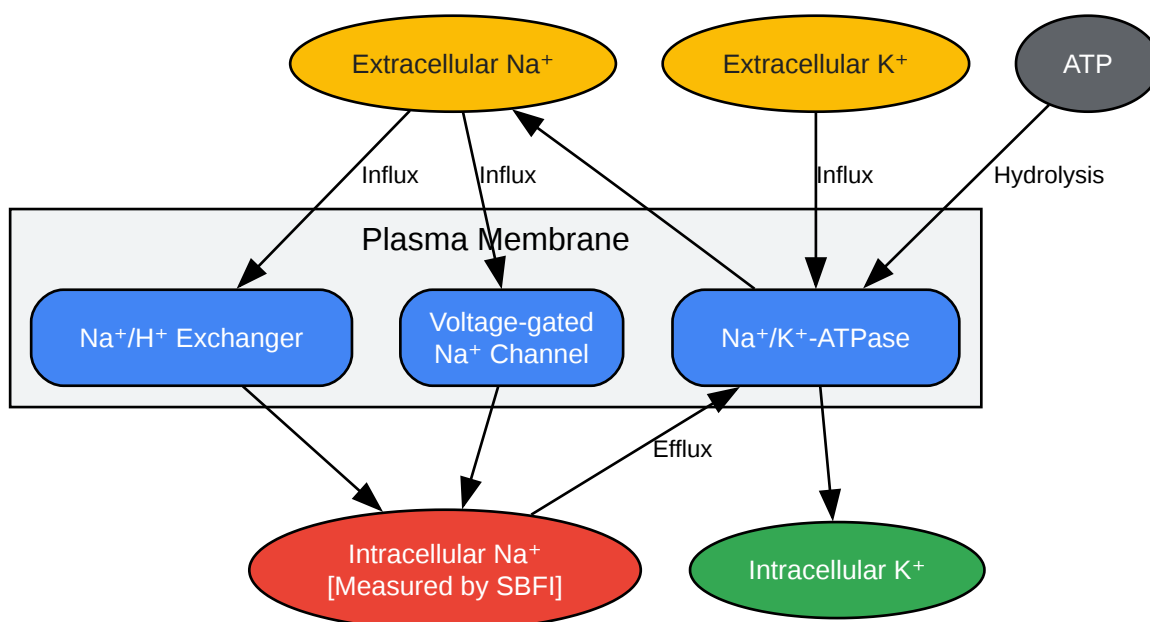 Extracellular Na⁺
Extracellular K⁺
ATP
Influx
Influx
Influx
Hydrolysis
Plasma Membrane
Na⁺/H⁺ Exchanger
Voltage-gated
Na⁺ Channel
Na⁺/K⁺-ATPase
Efflux
Intracellular Na⁺
[Measured by SBFI]
Intracellular K⁺